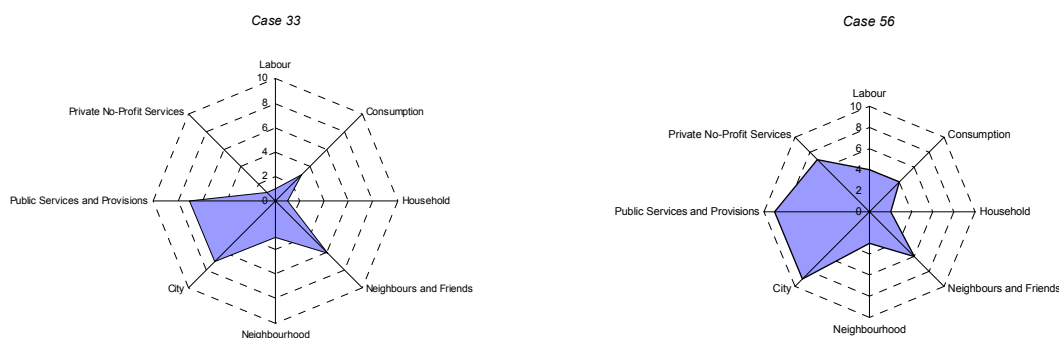 Case 33
Labour
10
8
6
4
2
0
Consumption
Household
Neighbours and Friends
Neighbourhood
City
Public Services and Provisions
Private No-Profit Services
Case 56
Labour
10
8
6
4
2
0
Consumption
Household
Neighbours and Friends
Neighbourhood
City
Public Services and Provisions
Private No-Profit Services